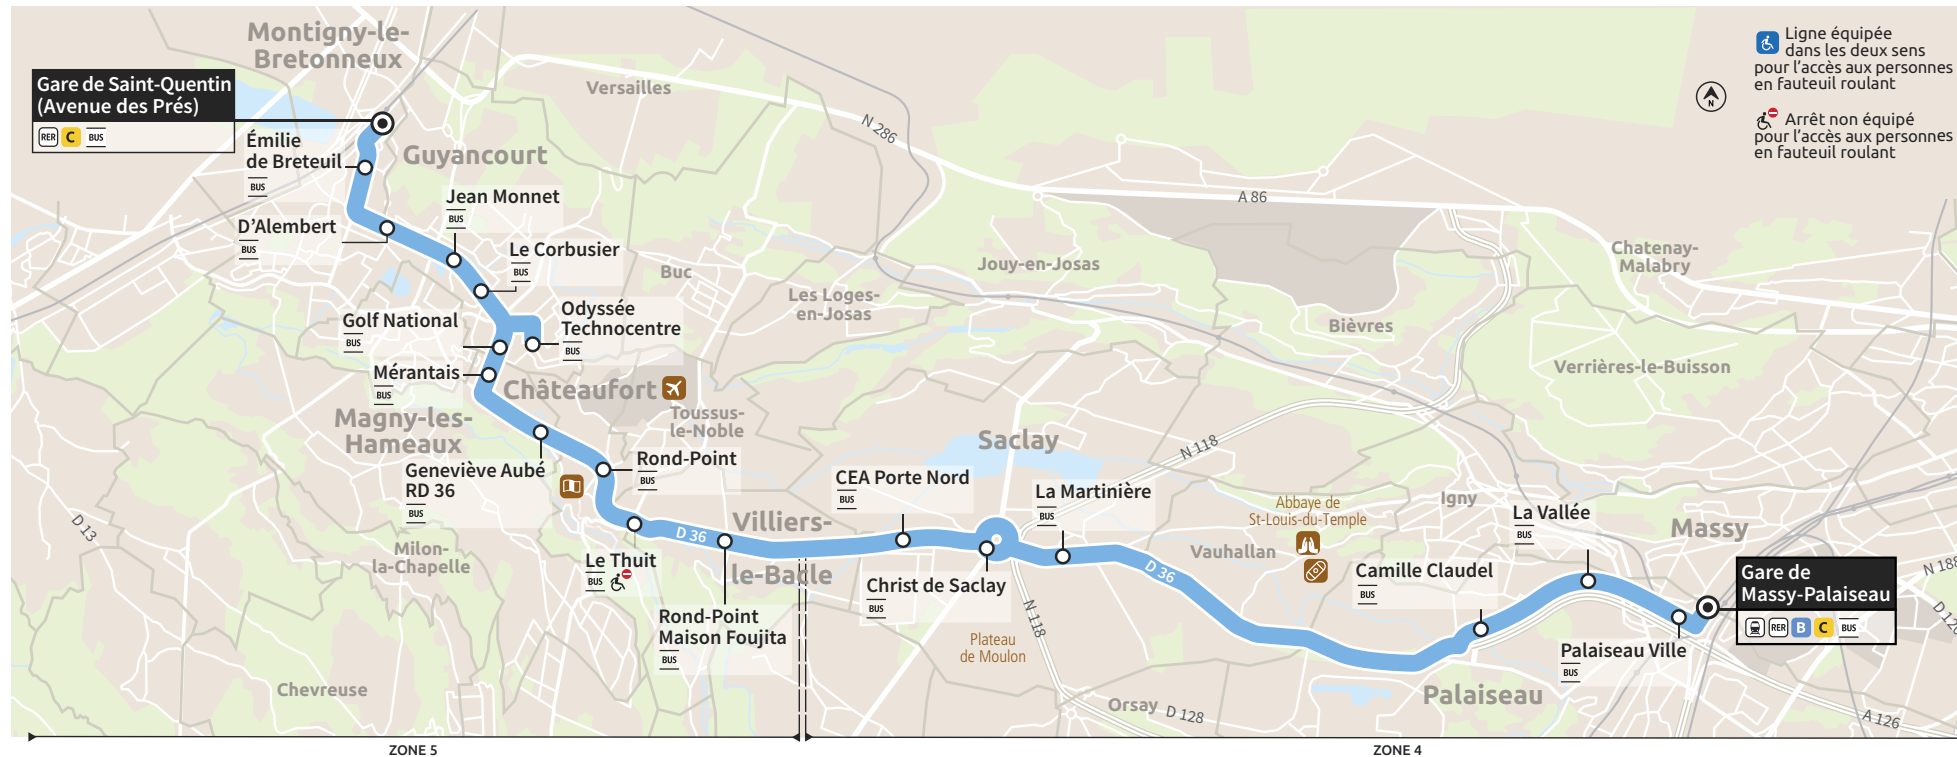 Montigny-le-
Bretonneux
Gare de Saint-Quentin
(Avenue des Prés)
RER C BUS
Versailles
N 286
Émilie
de Breteuil
BUS
Guyancourt
Jean Monnet
BUS
D'Alembert
BUS
Le Corbusier
BUS
Buc
Golf National
BUS
Odyssée
Technocentre
BUS
Mérantais
BUS
Châteaufort
Toussus-
le-Noble
Magny-les-
Hameaux
Geneviève Aubé
RD 36
BUS
Rond-Point
BUS
D 13
Milon-
la-Chapelle
Le Thuit
BUS
D 36
Villiers-
le-Bacle
Rond-Point
Maison Foujita
BUS
Chevreuse
Les Loges-
en-Josas
Jouy-en-Josas
A 86
Bièvres
Chatenay-
Malabry
Verrières-le-Buisson
Saclay
N 118
CEA Porte Nord
BUS
La Martinière
BUS
Christ de Saclay
BUS
N 118
Plateau
de Moulon
Abbaye de
St-Louis-du-Temple
Vauhallan
Igny
D 36
Camille Claudel
BUS
La Vallée
BUS
Massy
Gare de
Massy-Palaiseau
RER B C BUS
N 188
Palaiseau Ville
BUS
Palaiseau
Orsay
D 128
A 126
Ligne équipée
dans les deux sens
pour l'accès aux personnes
en fauteuil roulant
N
Arrêt non équipé
pour l'accès aux personnes
en fauteuil roulant
ZONE 5
ZONE 4